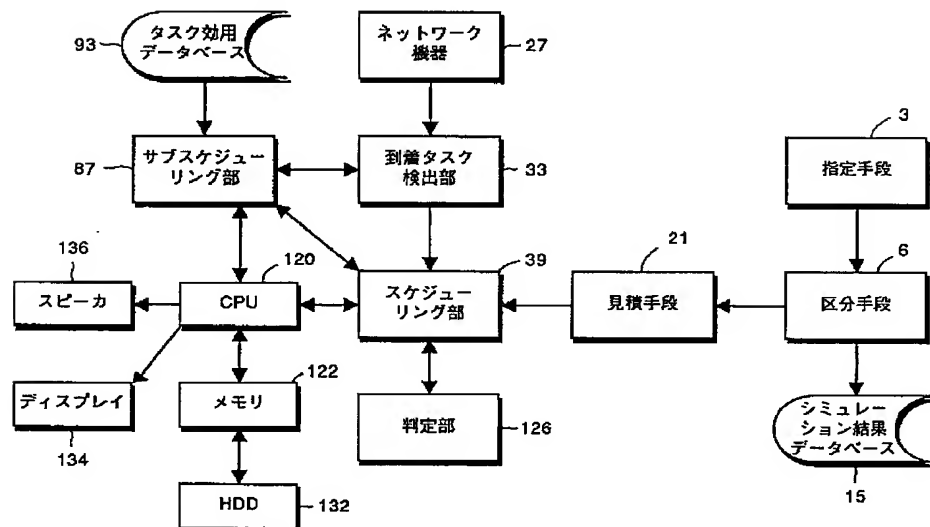 93
タスク効用
データベース
ネットワーク
機器
27
87
サブスケジュー
リング部
到着タスク
検出部
33
3
指定手段
136
スピーカ
120
CPU
39
スケジュー
リング部
21
見積手段
6
区分手段
ディスプレイ
134
122
メモリ
判定部
126
シミュレー
ション結果
データベース
15
HDD
132